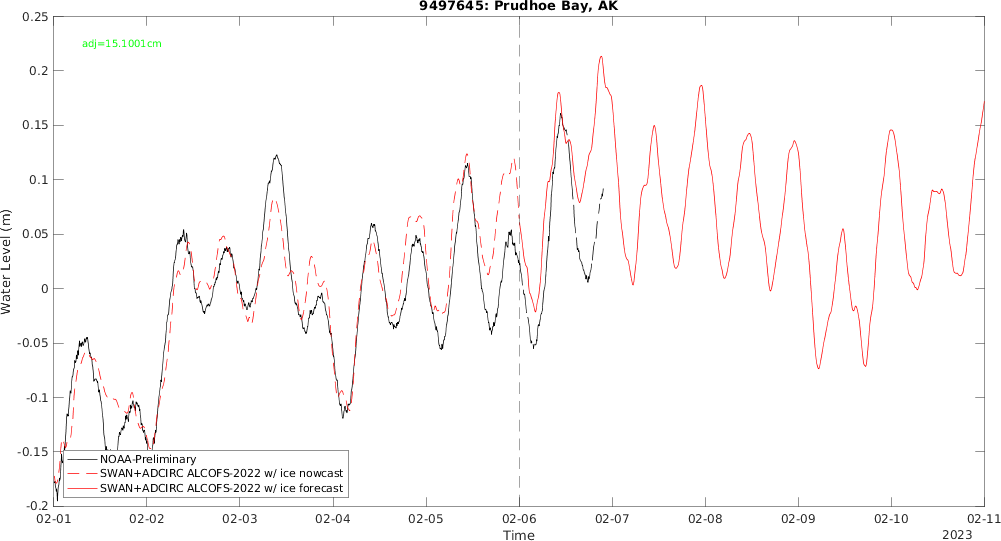 9497645: Prudhoe Bay, AK
adj=15.1001cm
Water Level (m)
0.25
0.2
0.15
0.1
0.05
0
-0.05
-0.1
-0.15
-0.2
NOAA-Preliminary
SWAN+ADCIRC ALCOFS-2022 w/ ice nowcast
SWAN+ADCIRC ALCOFS-2022 w/ ice forecast
02-01 02-02 02-03 02-04 02-05 02-06 02-07 02-08 02-09 02-10 02-11
Time
2023